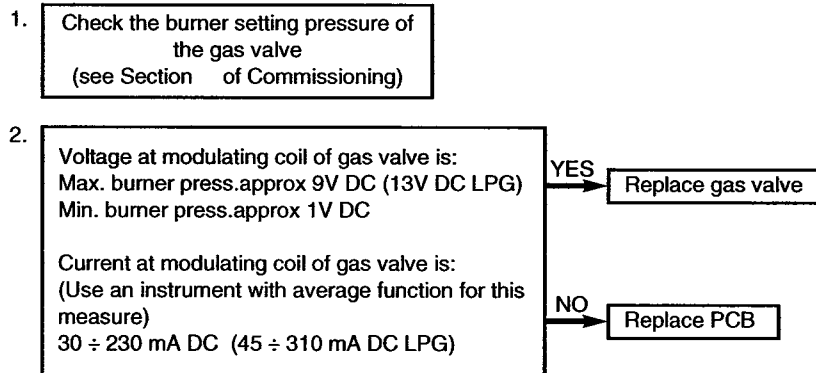 1. Check the burner setting pressure of
the gas valve
(see Section of Commissioning)
2. Voltage at modulating coil of gas valve is:
Max. burner press.approx 9V DC (13V DC LPG)
Min. burner press.approx 1V DC
YES
Replace gas valve
Current at modulating coil of gas valve is:
(Use an instrument with average function for this
measure)
30 ÷ 230 mA DC (45 ÷ 310 mA DC LPG)
NO
Replace PCB